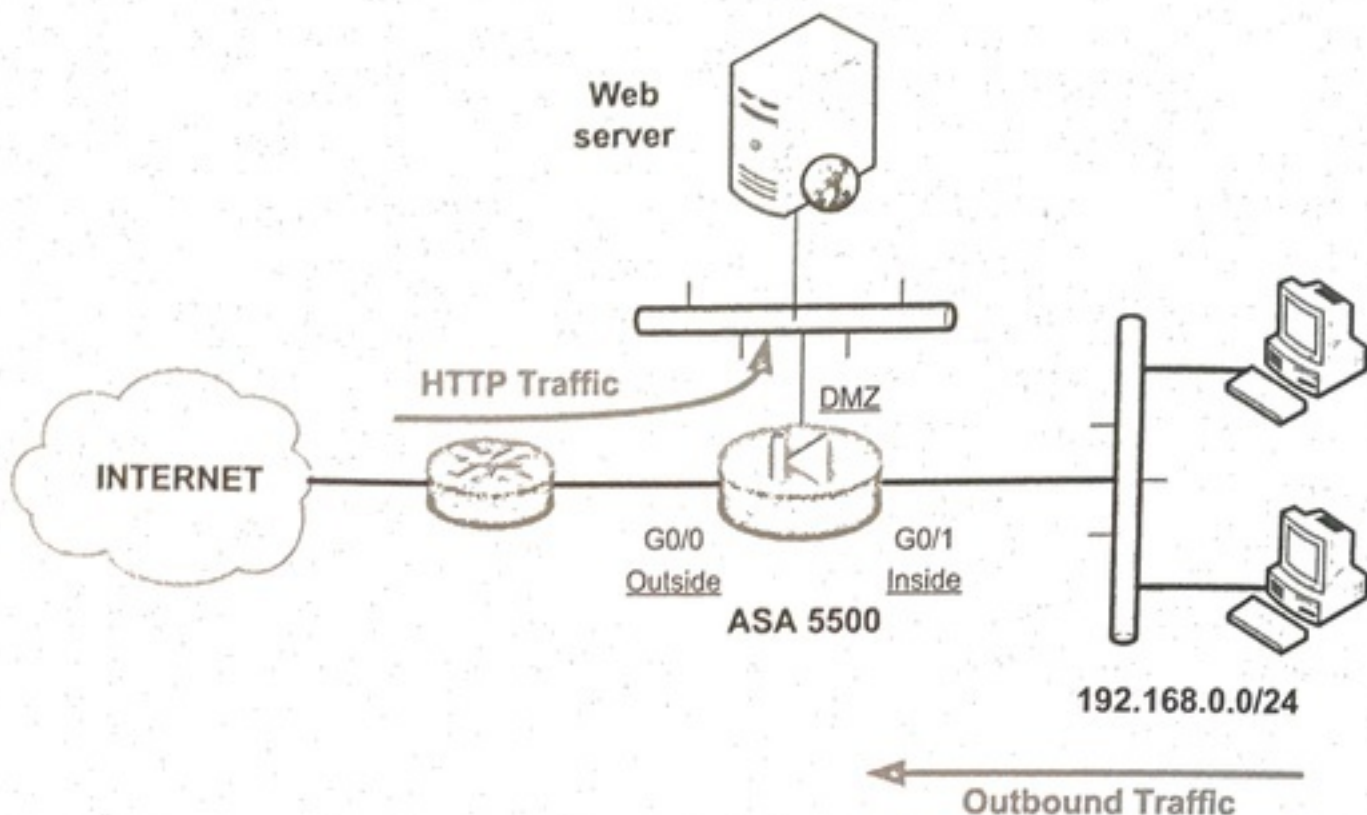 Web
server
HTTP Traffic
DMZ
INTERNET
G0/0
Outside
G0/1
Inside
ASA 5500
192.168.0.0/24
Outbound Traffic